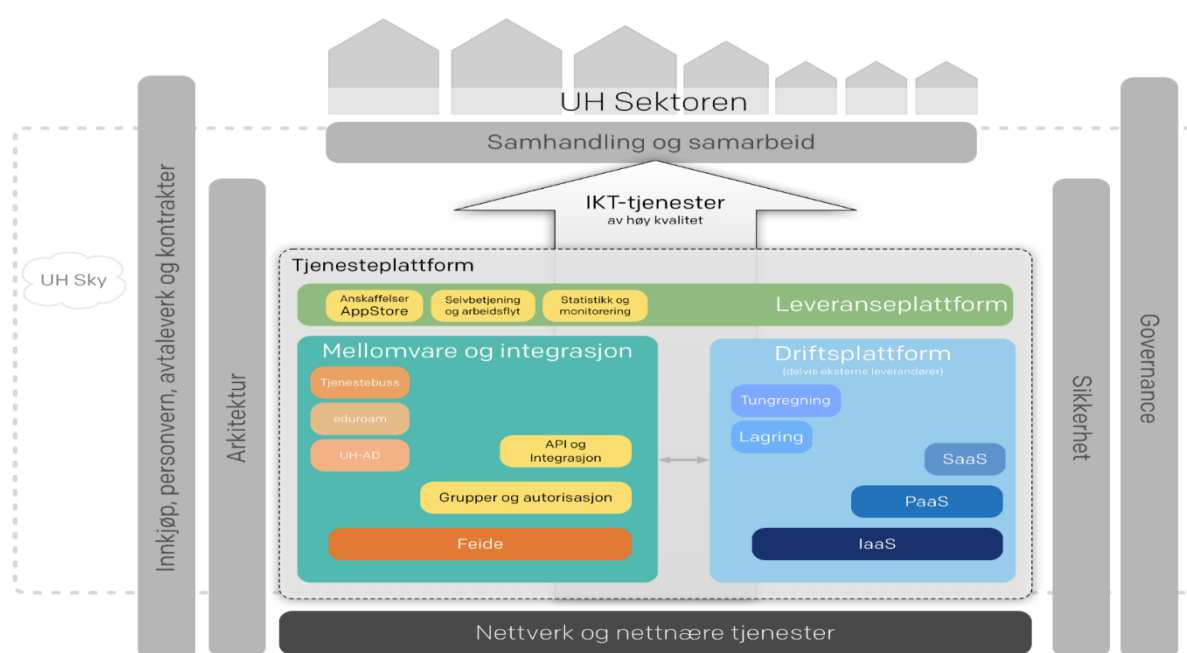 UH Sektoren
Samhandling og samarbeid
IKT-tjenester
av høy kvalitet
UH Sky
Innkjøp, personvern, avtaleverk og kontrakter
Arkitektur
Tjenesteplattform
Anskaffelser
AppStore
Selvbetjening
og arbeidsflyt
Statistikk og
monitorering
Leveranseplattform
Mellomvare og integrasjon
Tjenestebuss
eduroam
UH-AD
API og
Integrasjon
Grupper og autorisasjon
Feide
Driftsplattform
(delvis eksterne leverandører)
Tungregning
Lagring
SaaS
PaaS
IaaS
Sikkerhet
Governance
Nettverk og nettnære tjenester